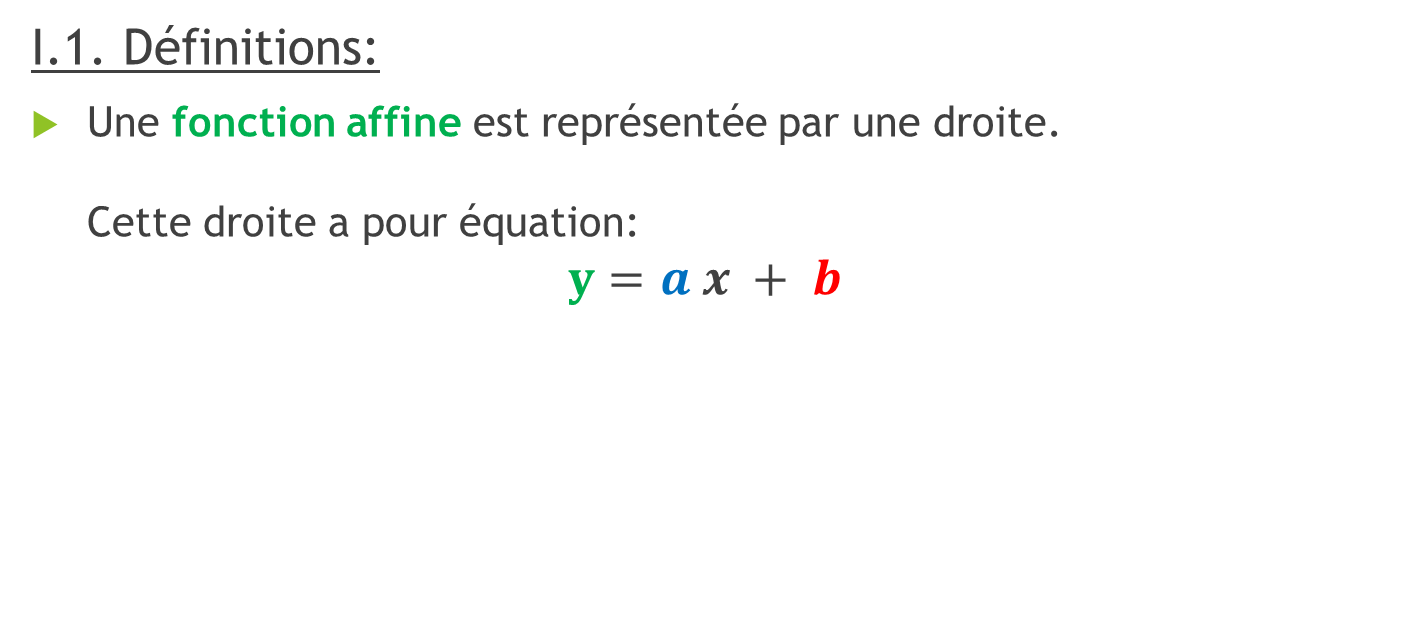 I.1. Définitions:
Une fonction affine est représentée par une droite.
Cette droite a pour équation:
y = a x + b